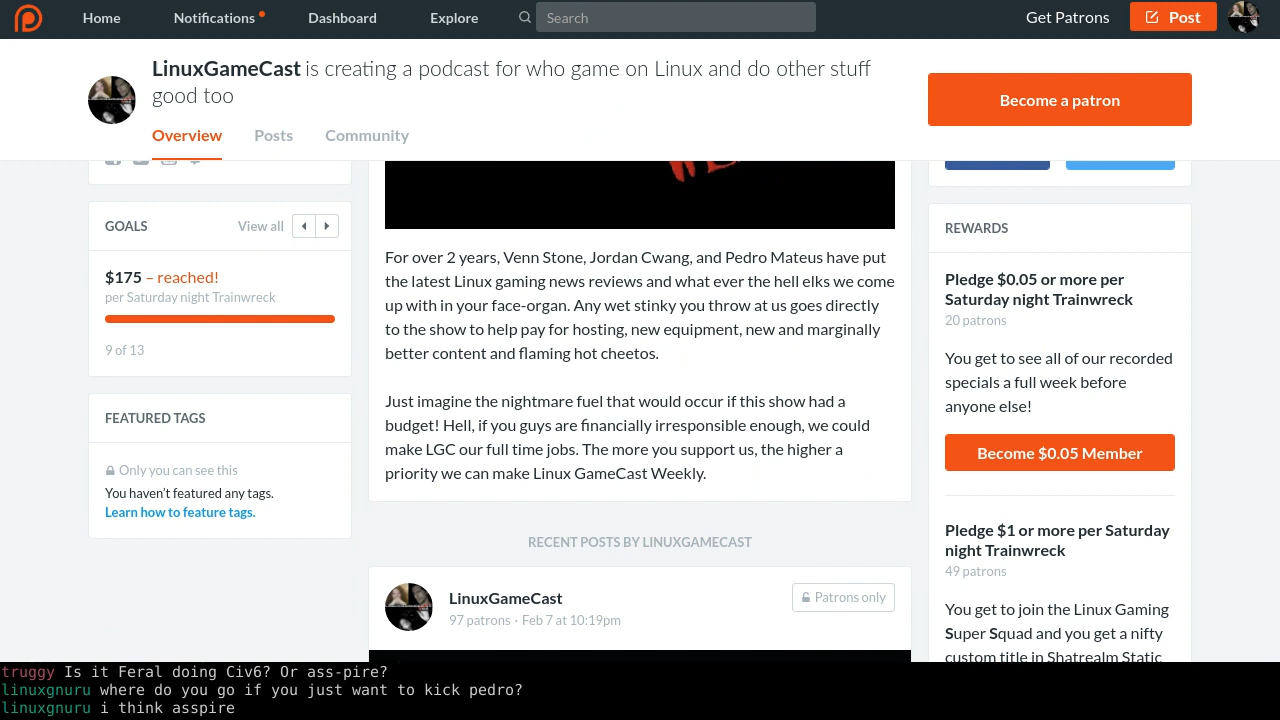 Home
Notifications
Dashboard
Explore
Search
Get Patrons
Post
LinuxGameCast is creating a podcast for who game on Linux and do other stuff
good too
Become a patron
Overview
Posts
Community
GOALS
View all
$175 – reached!
per Saturday night Trainwreck
9 of 13
FEATURED TAGS
Only you can see this
You haven't featured any tags.
Learn how to feature tags.
For over 2 years, Venn Stone, Jordan Cwang, and Pedro Mateus have put
the latest Linux gaming news reviews and what ever the hell elks we come
up with in your face-organ. Any wet stinky you throw at us goes directly
to the show to help pay for hosting, new equipment, new and marginally
better content and flaming hot cheetos.
Just imagine the nightmare fuel that would occur if this show had a
budget! Hell, if you guys are financially irresponsible enough, we could
make LGC our full time jobs. The more you support us, the higher a
priority we can make Linux GameCast Weekly.
RECENT POSTS BY LINUXGAMECAST
LinuxGameCast
97 patrons · Feb 7 at 10:19pm
Patrons only
REWARDS
Pledge $0.05 or more per
Saturday night Trainwreck
20 patrons
You get to see all of our recorded
specials a full week before
anyone else!
Become $0.05 Member
Pledge $1 or more per Saturday
night Trainwreck
49 patrons
You get to join the Linux Gaming
Super Squad and you get a nifty
custom title in Shatrealm Static
truggy Is it Feral doing Civ6? Or ass-pire?
linuxgnuru where do you go if you just want to kick pedro?
linuxgnuru i think asspire